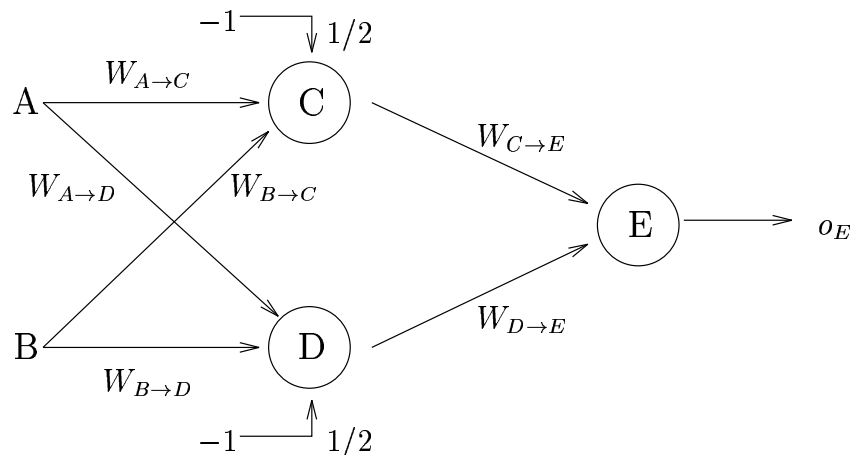 −1
1/2
W_{A→C}
A
C
W_{C→E}
W_{A→D}
W_{B→C}
E
o_E
W_{D→E}
B
D
W_{B→D}
−1
1/2